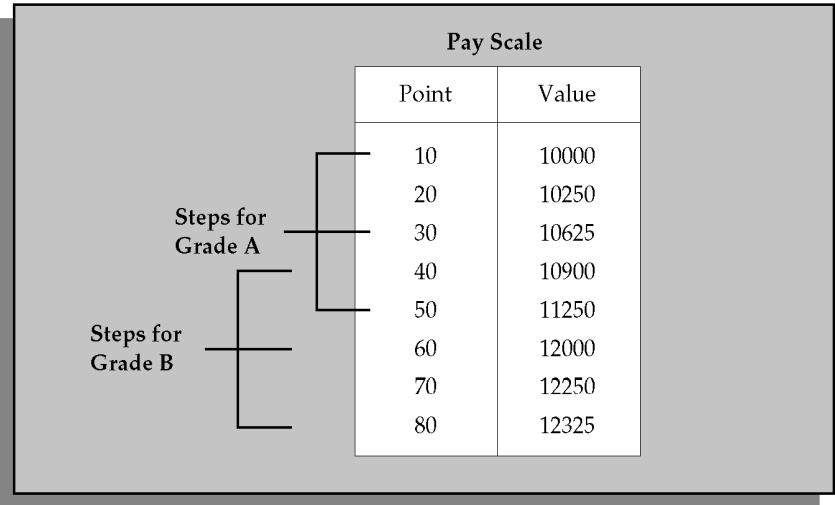 Pay Scale
Point Value
10 10000
20 10250
Steps for
Grade A
30 10625
40 10900
50 11250
Steps for
Grade B
60 12000
70 12250
80 12325